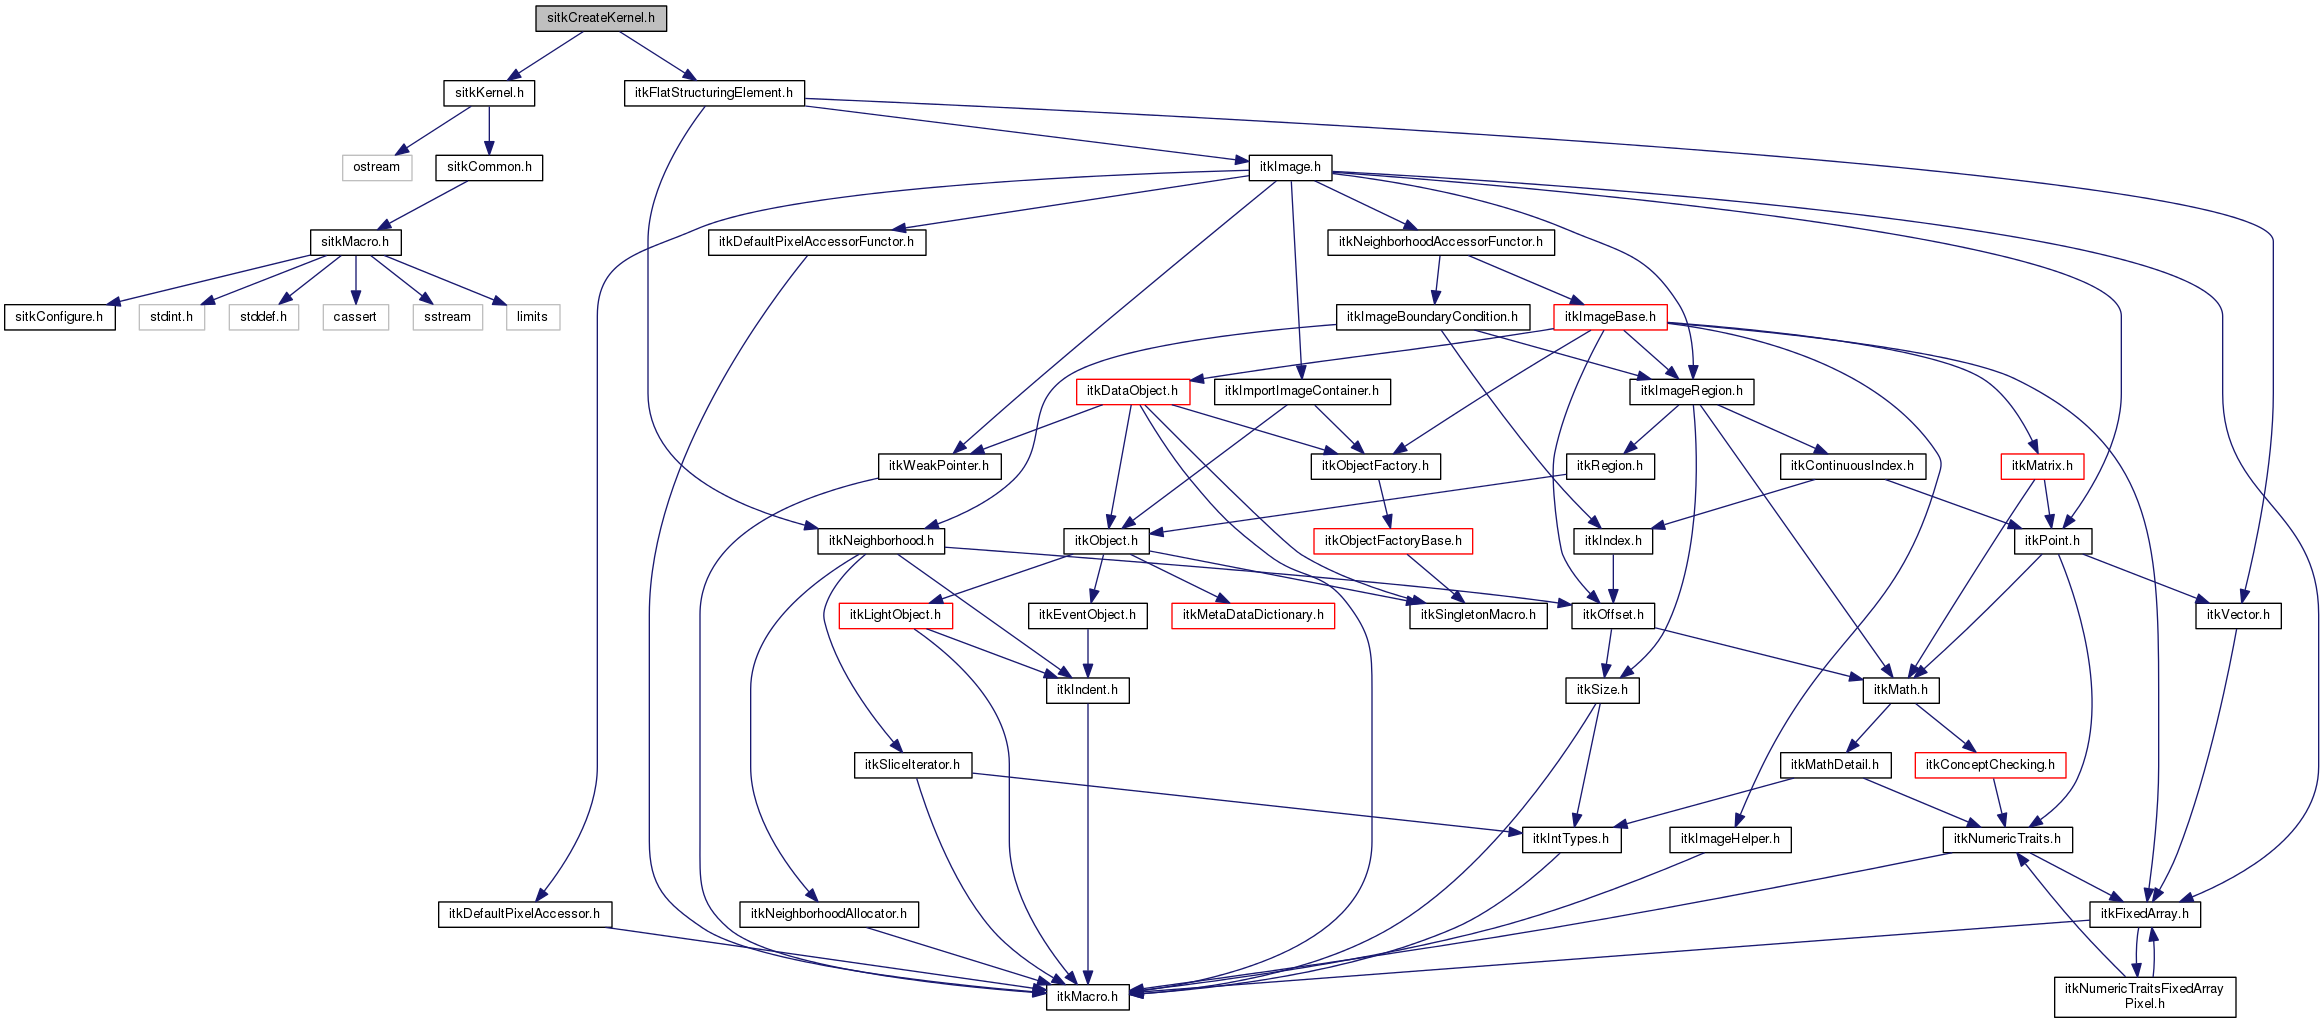 sitkCreateKernel.h
sitkKernel.h
itkFlatStructuringElement.h
ostream
sitkCommon.h
itkImage.h
sitkMacro.h
itkDefaultPixelAccessorFunctor.h
itkNeighborhoodAccessorFunctor.h
sitkConfigure.h
stdint.h
stddef.h
cassert
sstream
limits
itkImageBoundaryCondition.h
itkImageBase.h
itkDataObject.h
itkImportImageContainer.h
itkImageRegion.h
itkWeakPointer.h
itkObjectFactory.h
itkRegion.h
itkContinuousIndex.h
itkMatrix.h
itkNeighborhood.h
itkObject.h
itkObjectFactoryBase.h
itkIndex.h
itkPoint.h
itkLightObject.h
itkEventObject.h
itkMetaDataDictionary.h
itkSingletonMacro.h
itkOffset.h
itkVector.h
itkIndent.h
itkSize.h
itkMath.h
itkSliceIterator.h
itkMathDetail.h
itkConceptChecking.h
itkIntTypes.h
itkImageHelper.h
itkNumericTraits.h
itkDefaultPixelAccessor.h
itkNeighborhoodAllocator.h
itkFixedArray.h
itkMacro.h
itkNumericTraitsFixedArray
Pixel.h